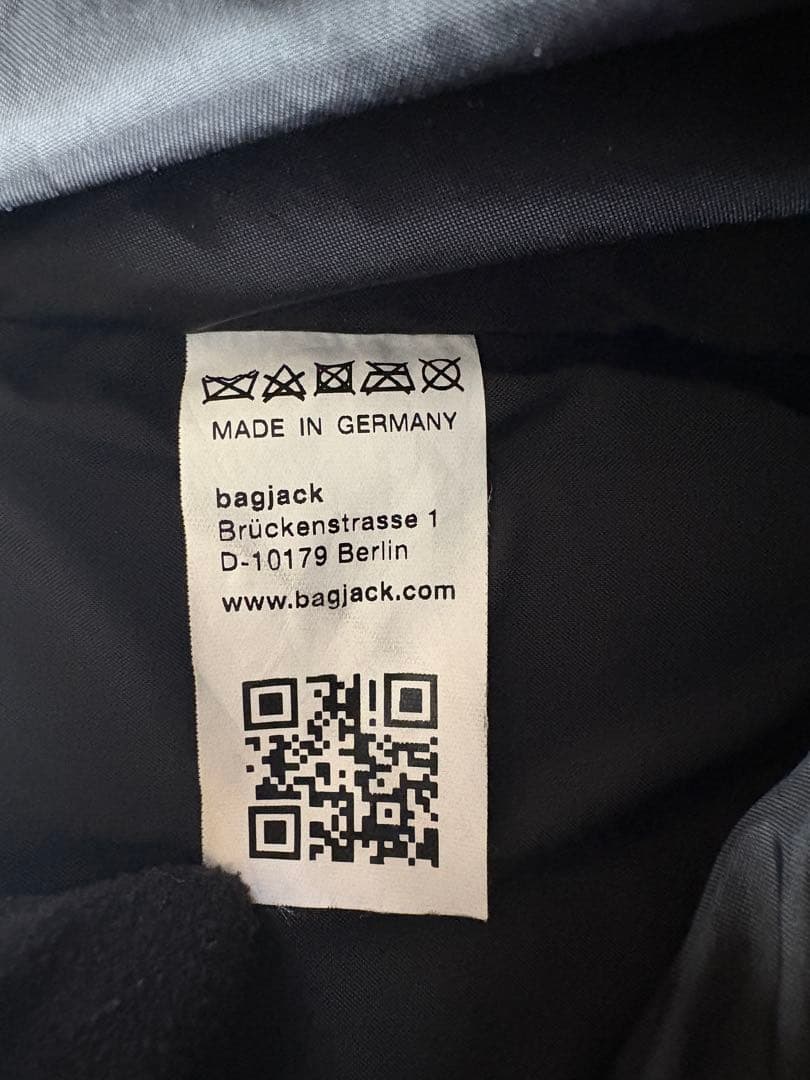 MADE IN GERMANY
bagjack
Brückenstrasse 1
D-10179 Berlin
www.bagjack.com